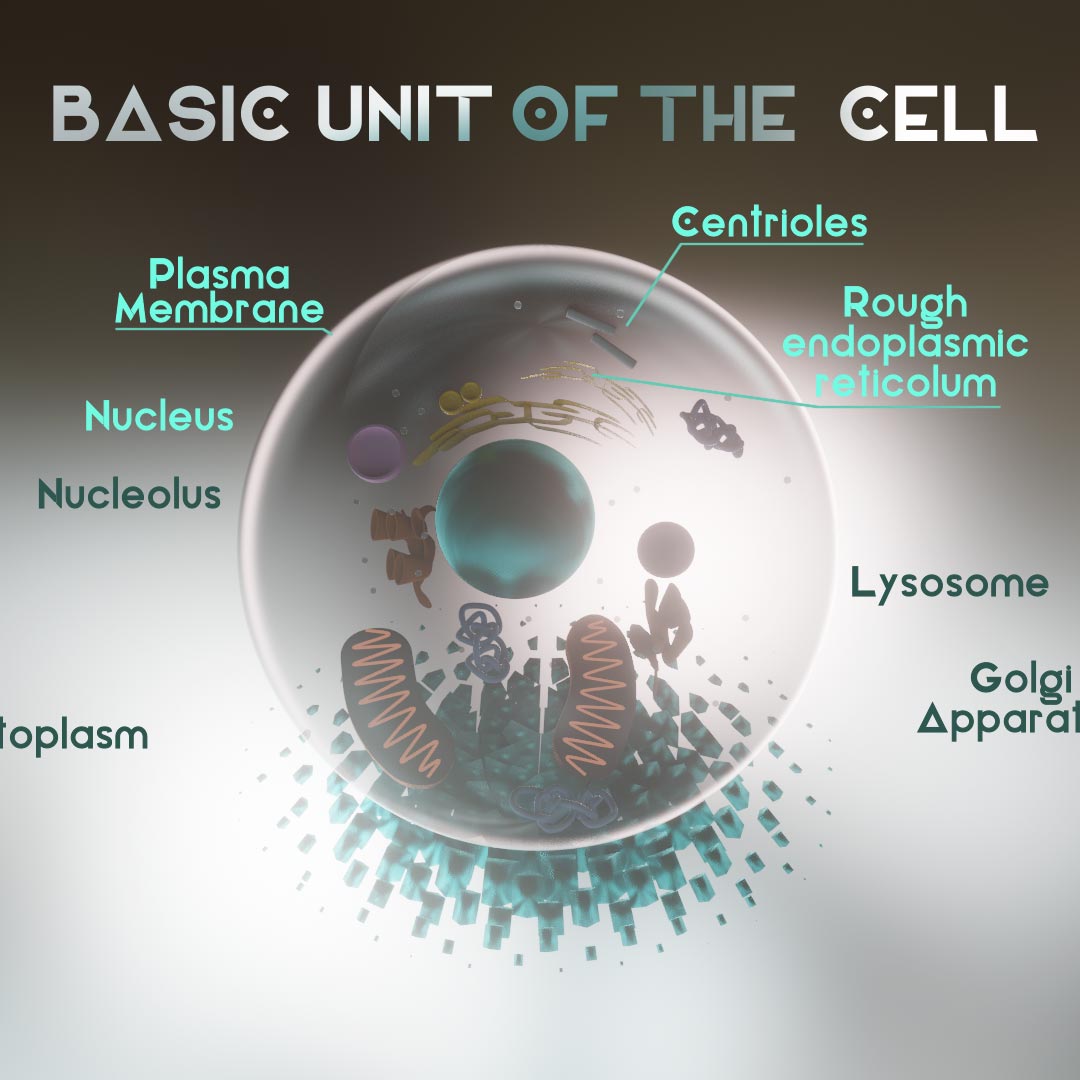 BASIC UNIT OF THE CELL
Centrioles
Plasma
Membrane
Rough
endoplasmic
reticolum
Nucleus
Nucleolus
Lysosome
Golgi
Apparat
toplasm